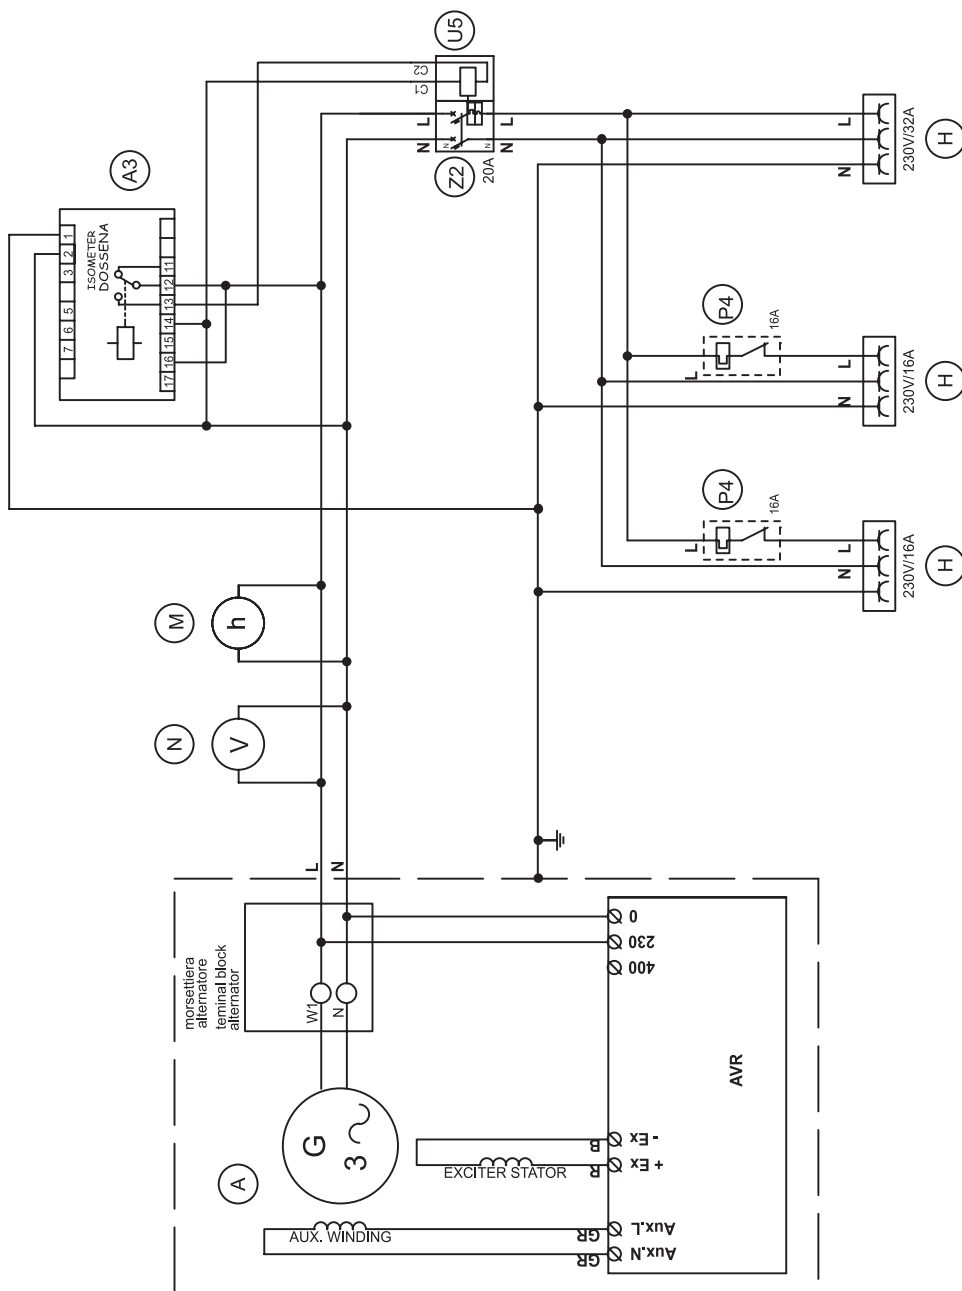 U5
C2
C1
L
N
N
N
L
N
Z2
20A
L
N
230V/32A
H
A3
ISOMETER
DOSSENA
1
2
3
5
6
7
11
12
13
14
15
16
17
P4
16A
L
L
N
230V/16A
H
P4
16A
L
L
N
230V/16A
H
M
h
N
V
L
N
morsettiera
alternatore
teminal block
alternator
W1
N
0
230
400
AVR
G
3
A
- Ex
B
+ Ex
R
EXCITER STATOR
Aux.L
GR
AUX. WINDING
Aux.N
GR